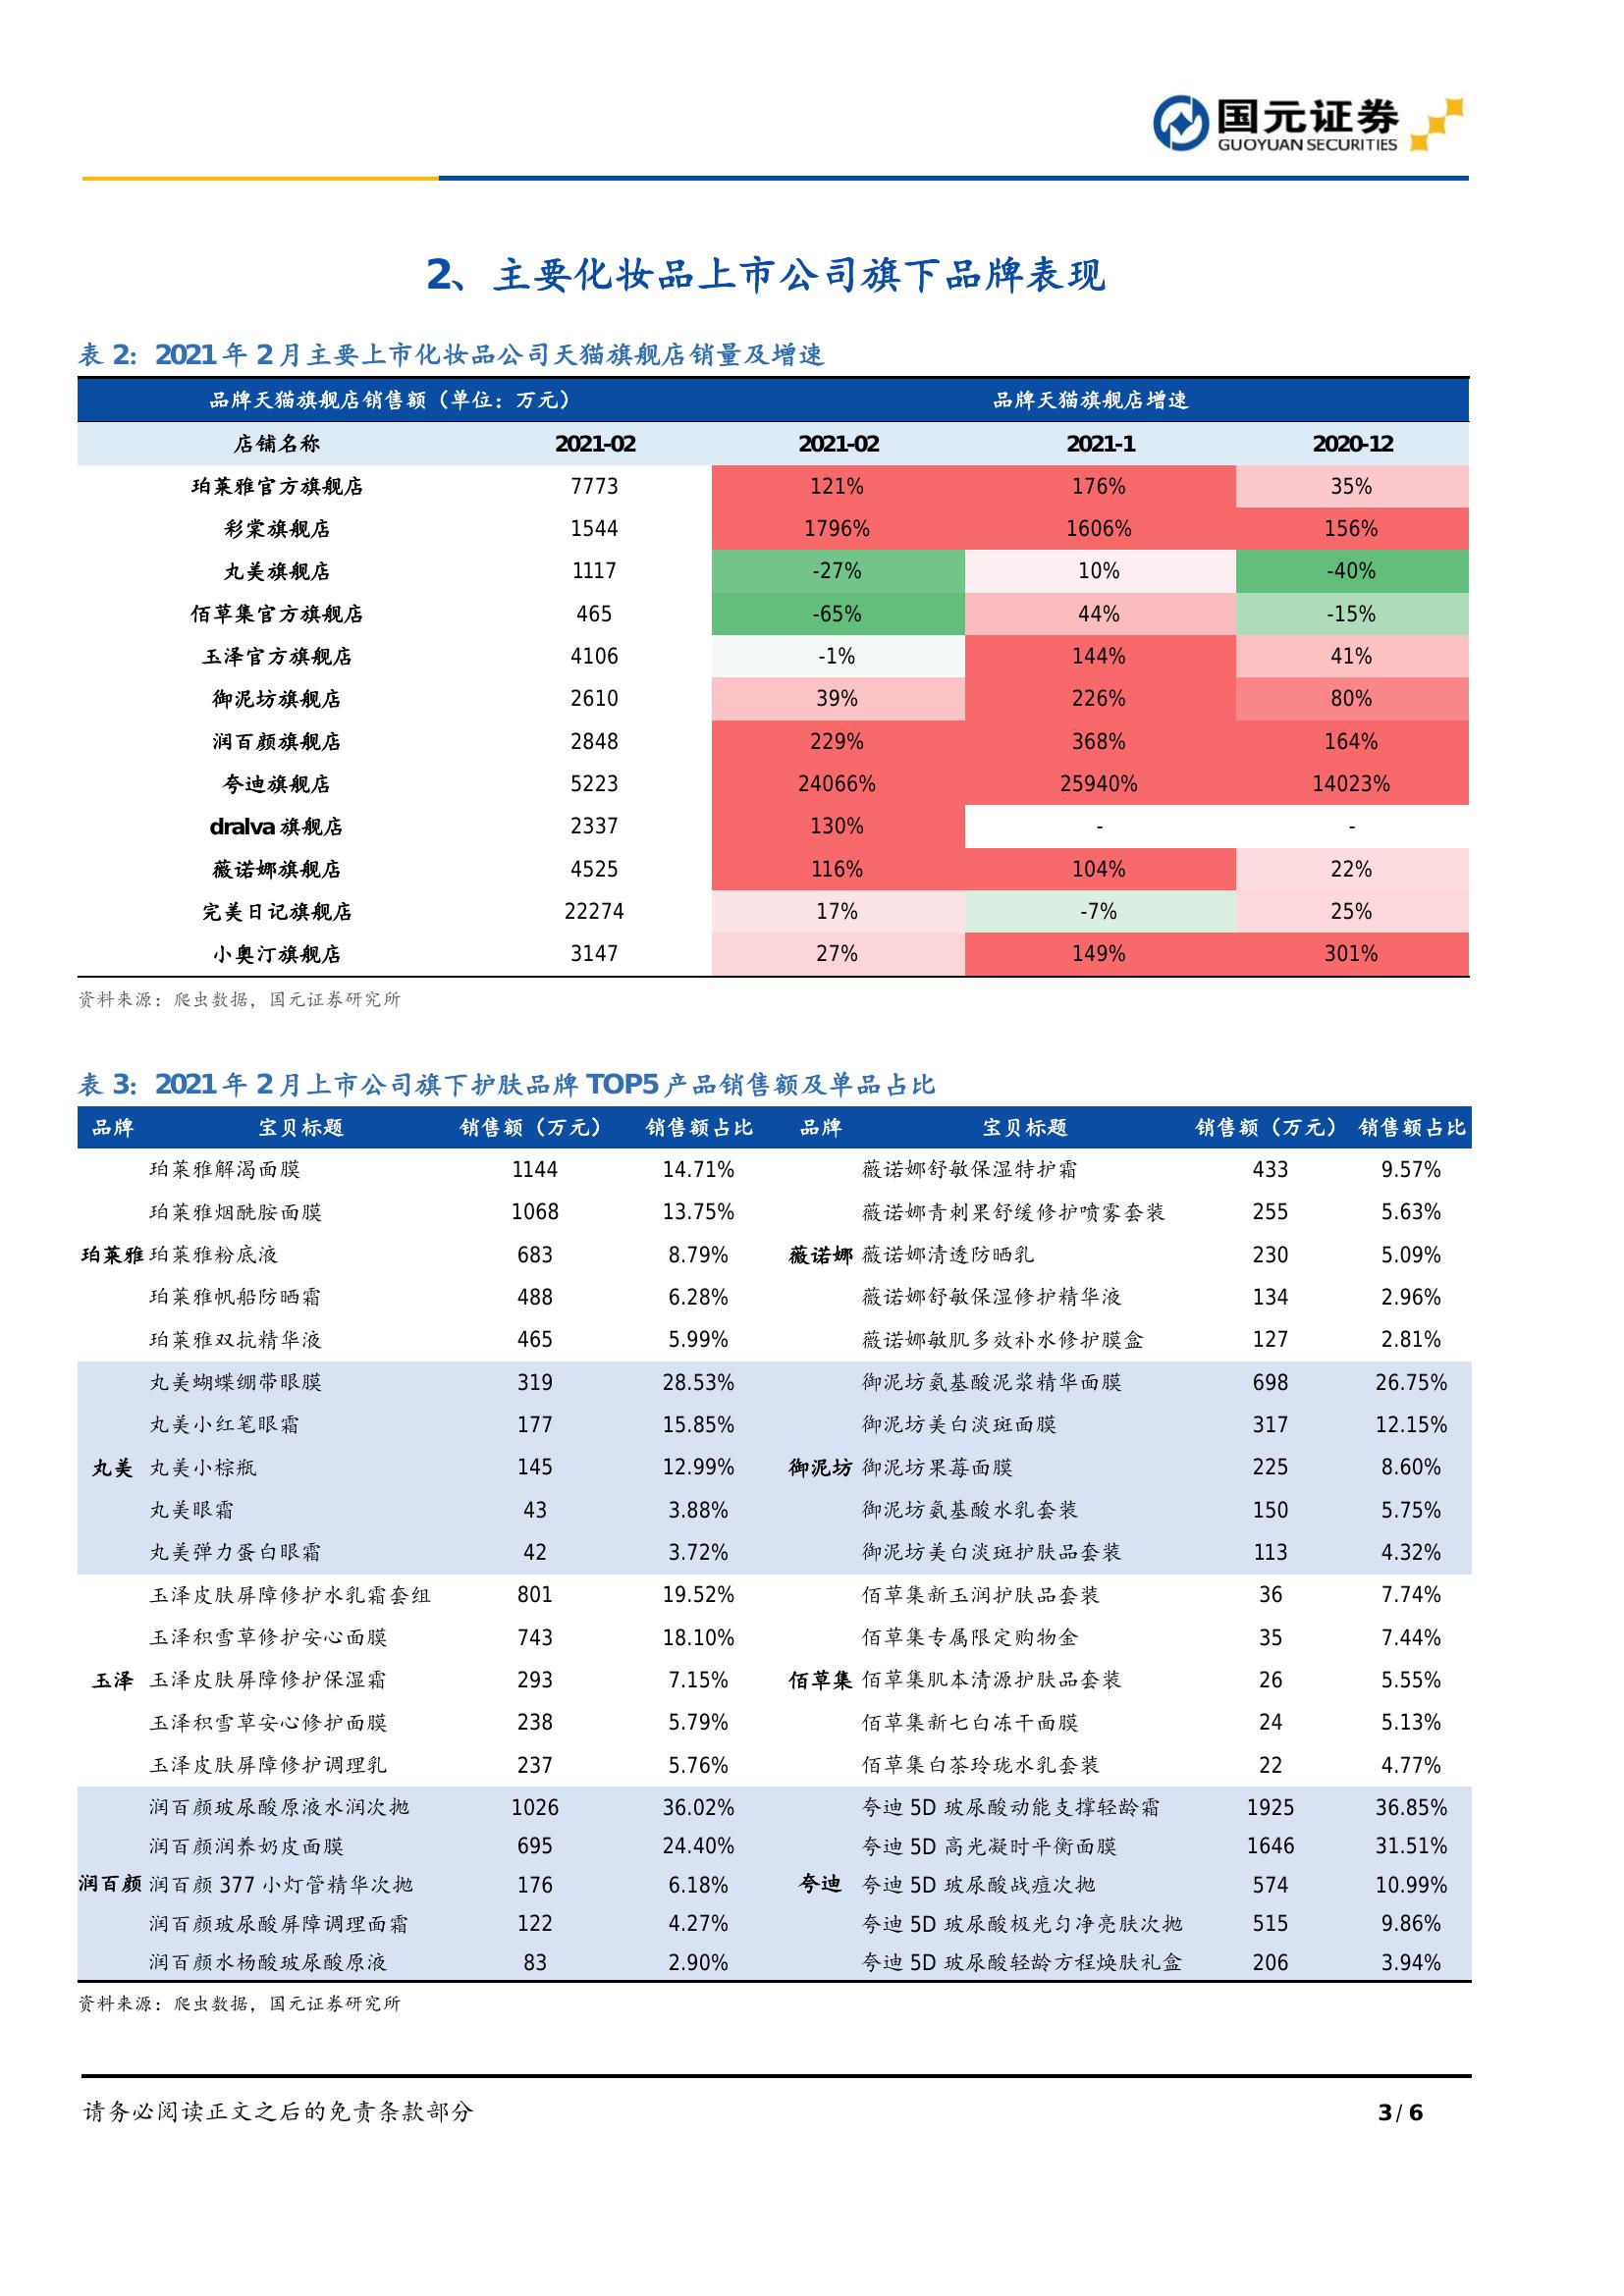 国元证券
GUOYUAN SECURITIES
2、主要化妆品上市公司旗下品牌表现
表 2：2021 年 2 月主要上市化妆品公司天猫旗舰店销量及增速
品牌天猫旗舰店销售额（单位：万元） 品牌天猫旗舰店增速
店铺名称 2021-02 2021-02 2021-1 2020-12
珀莱雅官方旗舰店 7773 121% 176% 35%
彩棠旗舰店 1544 1796% 1606% 156%
丸美旗舰店 1117 -27% 10% -40%
佰草集官方旗舰店 465 -65% 44% -15%
玉泽官方旗舰店 4106 -1% 144% 41%
御泥坊旗舰店 2610 39% 226% 80%
润百颜旗舰店 2848 229% 368% 164%
夸迪旗舰店 5223 24066% 25940% 14023%
dralva 旗舰店 2337 130% - -
薇诺娜旗舰店 4525 116% 104% 22%
完美日记旗舰店 22274 17% -7% 25%
小奥汀旗舰店 3147 27% 149% 301%
资料来源：爬虫数据，国元证券研究所
表 3：2021 年 2 月上市公司旗下护肤品牌 TOP5 产品销售额及单品占比
品牌 宝贝标题 销售额（万元） 销售额占比 品牌 宝贝标题 销售额（万元） 销售额占比
珀莱雅解渴面膜 1144 14.71% 薇诺娜舒敏保湿特护霜 433 9.57%
珀莱雅烟酰胺面膜 1068 13.75% 薇诺娜青刺果舒缓修护喷雾套装 255 5.63%
珀莱雅 珀莱雅粉底液 683 8.79% 薇诺娜 薇诺娜清透防晒乳 230 5.09%
珀莱雅帆船防晒霜 488 6.28% 薇诺娜舒敏保湿修护精华液 134 2.96%
珀莱雅双抗精华液 465 5.99% 薇诺娜敏肌多效补水修护膜盒 127 2.81%
丸美蝴蝶绷带眼膜 319 28.53% 御泥坊氨基酸泥浆精华面膜 698 26.75%
丸美小红笔眼霜 177 15.85% 御泥坊美白淡斑面膜 317 12.15%
丸美 丸美小棕瓶 145 12.99% 御泥坊 御泥坊果莓面膜 225 8.60%
丸美眼霜 43 3.88% 御泥坊氨基酸水乳套装 150 5.75%
丸美弹力蛋白眼霜 42 3.72% 御泥坊美白淡斑护肤品套装 113 4.32%
玉泽皮肤屏障修护水乳霜套组 801 19.52% 佰草集新玉润护肤品套装 36 7.74%
玉泽积雪草修护安心面膜 743 18.10% 佰草集专属限定购物金 35 7.44%
玉泽 玉泽皮肤屏障修护保湿霜 293 7.15% 佰草集 佰草集肌本清源护肤品套装 26 5.55%
玉泽积雪草安心修护面膜 238 5.79% 佰草集新七白冻干面膜 24 5.13%
玉泽皮肤屏障修护调理乳 237 5.76% 佰草集白茶玲珑水乳套装 22 4.77%
润百颜玻尿酸原液水润次抛 1026 36.02% 夸迪 5D 玻尿酸动能支撑轻龄霜 1925 36.85%
润百颜润养奶皮面膜 695 24.40% 夸迪 5D 高光凝时平衡面膜 1646 31.51%
润百颜 润百颜 377 小灯管精华次抛 176 6.18% 夸迪 夸迪 5D 玻尿酸战痘次抛 574 10.99%
润百颜玻尿酸屏障调理面霜 122 4.27% 夸迪 5D 玻尿酸极光匀净亮肤次抛 515 9.86%
润百颜水杨酸玻尿酸原液 83 2.90% 夸迪 5D 玻尿酸轻龄方程焕肤礼盒 206 3.94%
资料来源：爬虫数据，国元证券研究所
请务必阅读正文之后的免责条款部分 3 / 6